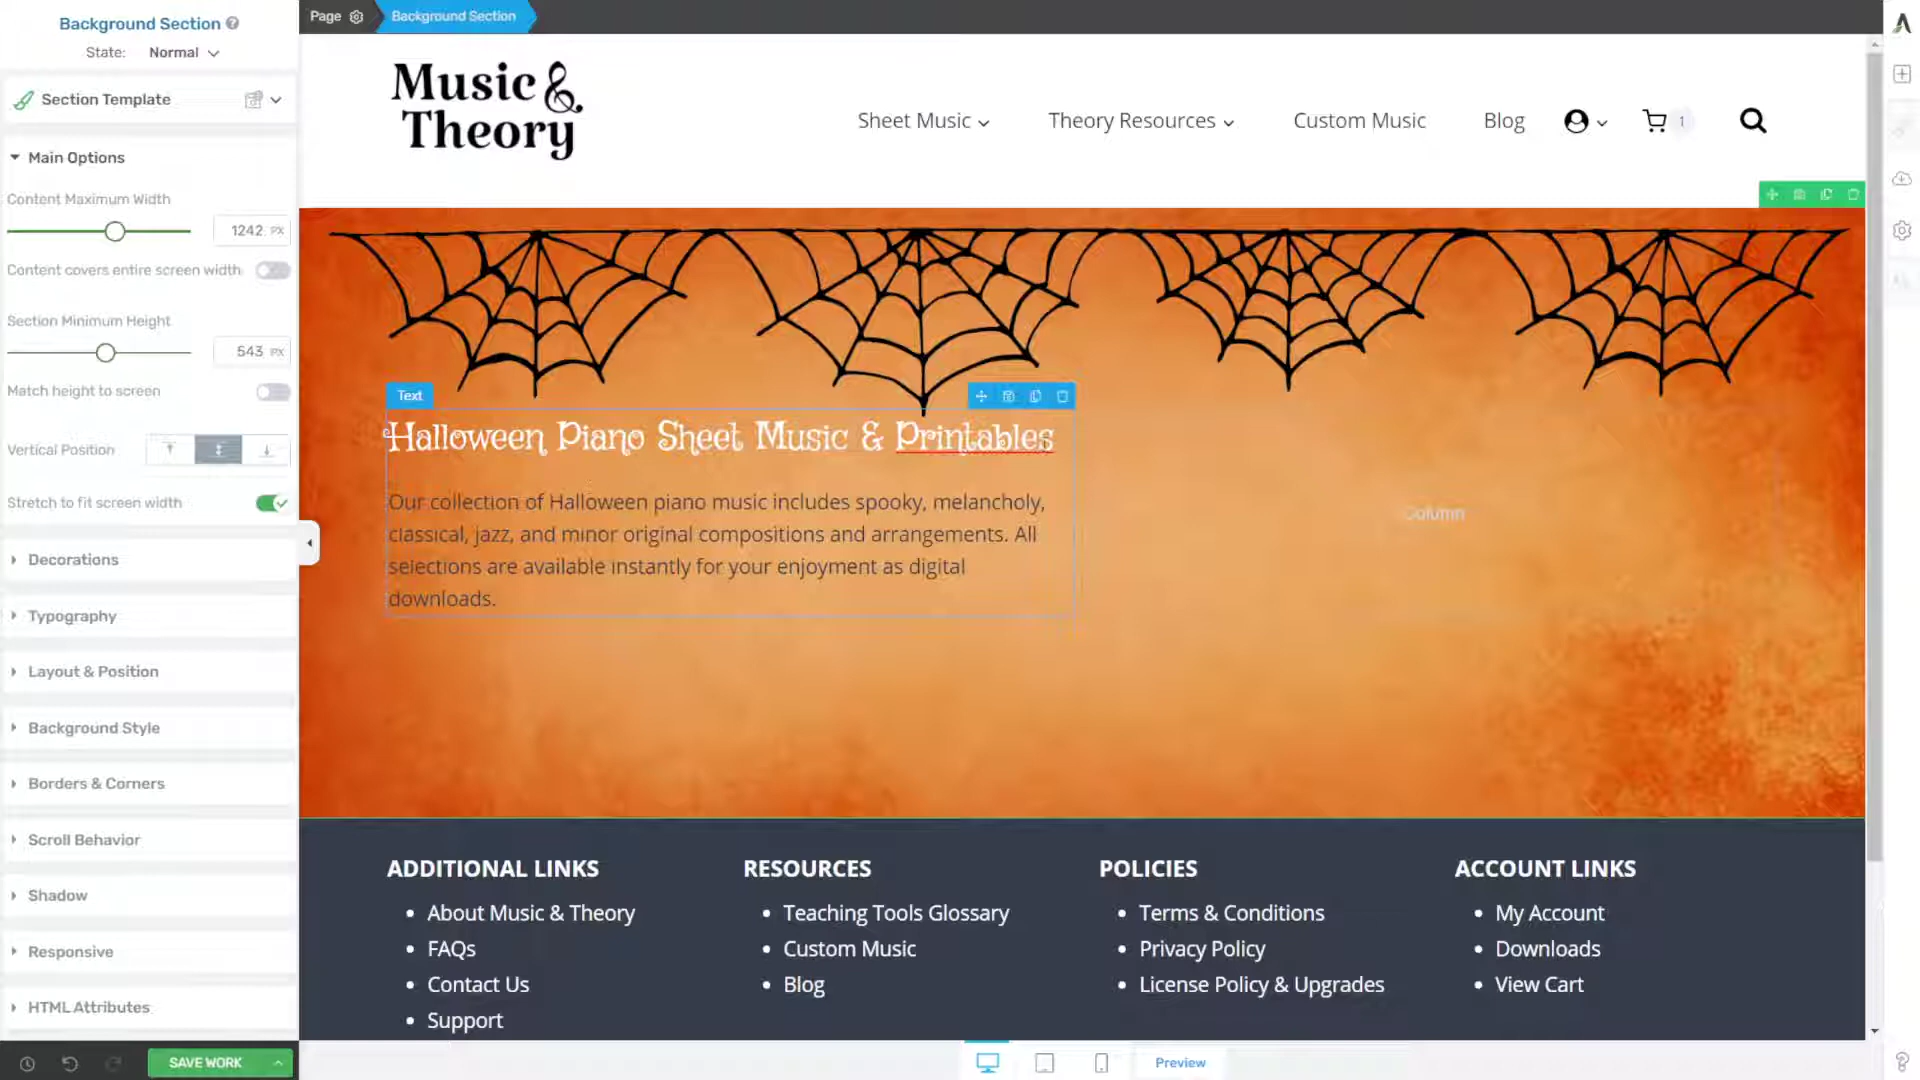 Background Section
State: Normal
Section Template
Main Options
Content Maximum Width
1242 PX
Content covers entire screen width
Section Minimum Height
543 PX
Match height to screen
Vertical Position
Stretch to fit screen width
Decorations
Typography
Layout & Position
Background Style
Borders & Corners
Scroll Behavior
Shadow
Responsive
HTML Attributes
SAVE WORK
Page
Background Section
Music &
Theory
Sheet Music
Theory Resources
Custom Music
Blog
1
Text
Halloween Piano Sheet Music & Printables
Our collection of Halloween piano music includes spooky, melancholy,
classical, jazz, and minor original compositions and arrangements. All
selections are available instantly for your enjoyment as digital
downloads.
Column
ADDITIONAL LINKS
• About Music & Theory
• FAQs
• Contact Us
• Support
RESOURCES
• Teaching Tools Glossary
• Custom Music
• Blog
POLICIES
• Terms & Conditions
• Privacy Policy
• License Policy & Upgrades
ACCOUNT LINKS
• My Account
• Downloads
• View Cart
Preview